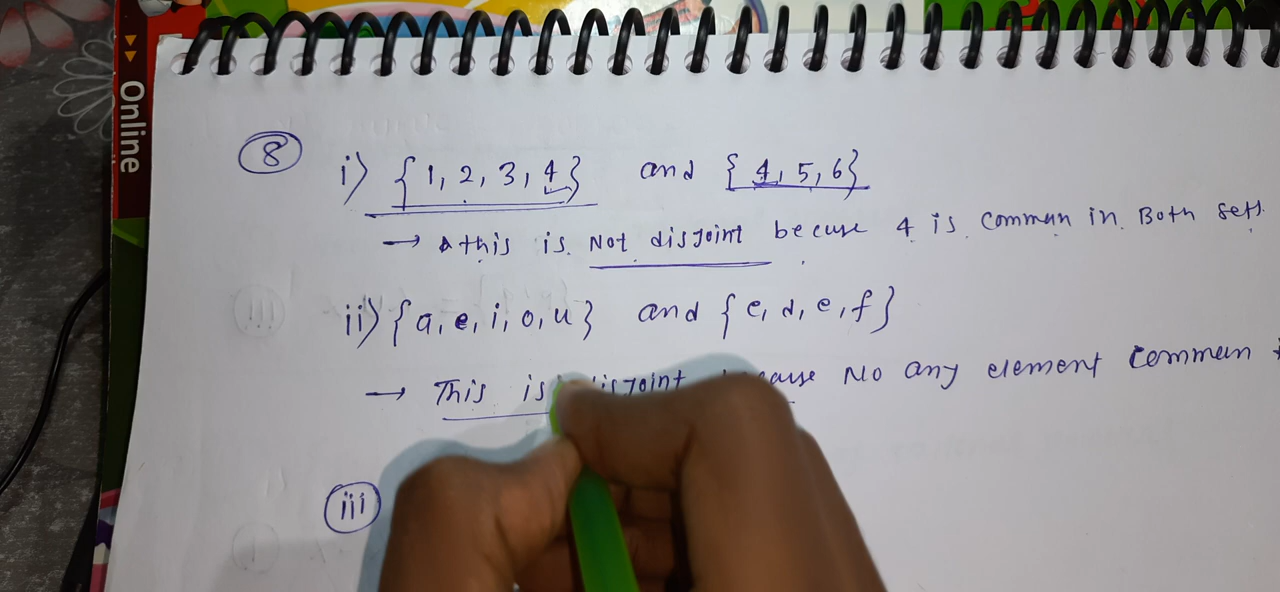 Online
8
i) {1, 2, 3, 4} and {4, 5, 6}
→ this is Not disjoint becuse 4 is common in Both sets.
ii) {a, e, i, o, u} and {c, d, e, f}
→ This is disjoint No any element common
iii